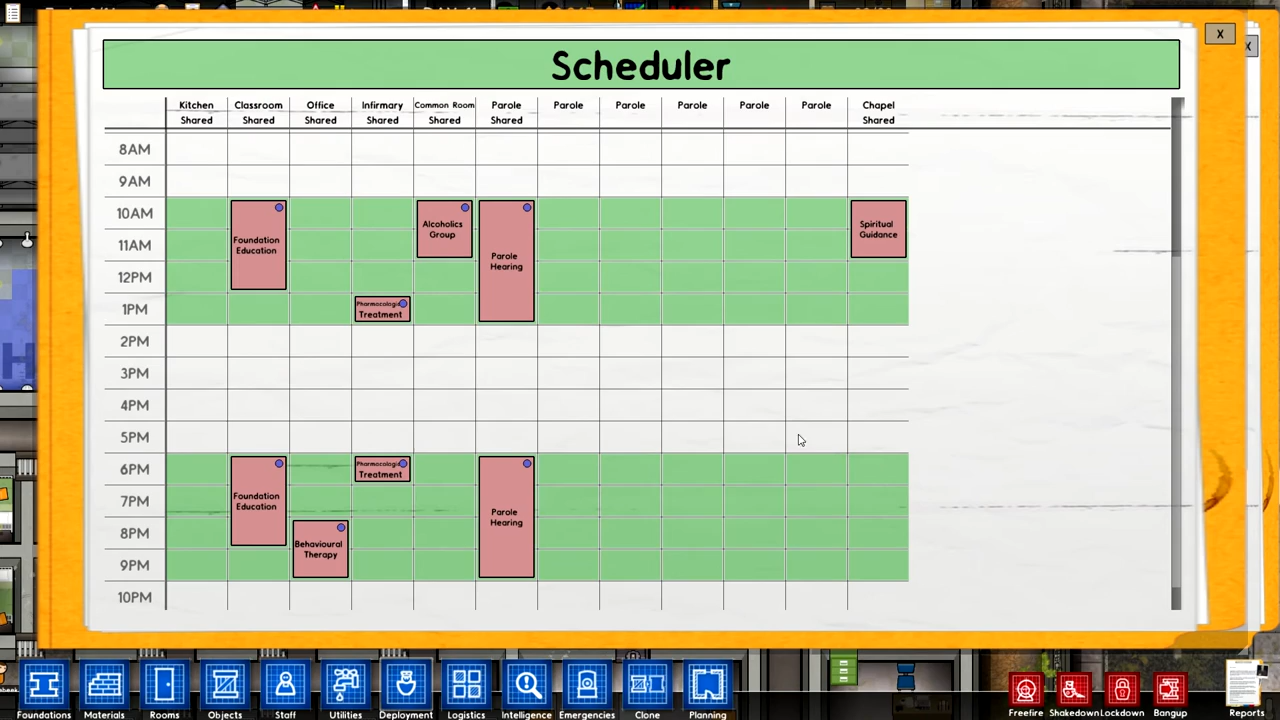 X
X
Scheduler
Kitchen Classroom Office Infirmary Common Room Parole Parole Parole Parole Parole Parole Chapel
Shared Shared Shared Shared Shared Shared Shared
8AM
9AM
10AM
11AM
12PM
1PM
2PM
3PM
4PM
5PM
6PM
7PM
8PM
9PM
10PM
Foundation
Education
Alcoholics
Group
Parole
Hearing
Spiritual
Guidance
Treatment
Foundation
Education
Treatment
Parole
Hearing
Behavioural
Therapy
Foundations Materials Rooms Objects Staff Utilities Deployment Logistics Intelligence Emergencies Clone Planning Freefire Shakedown Lockdown Bangup Reports